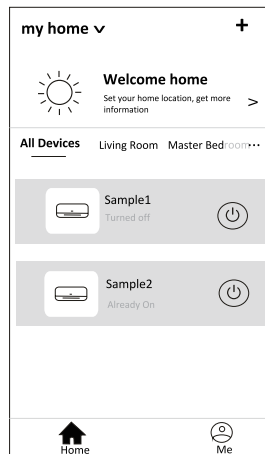 my home
Welcome home
Set your home location, get more
information
All Devices Living Room Master Bedroom···
Sample1
Turned off
Sample2
Already On
Home Me